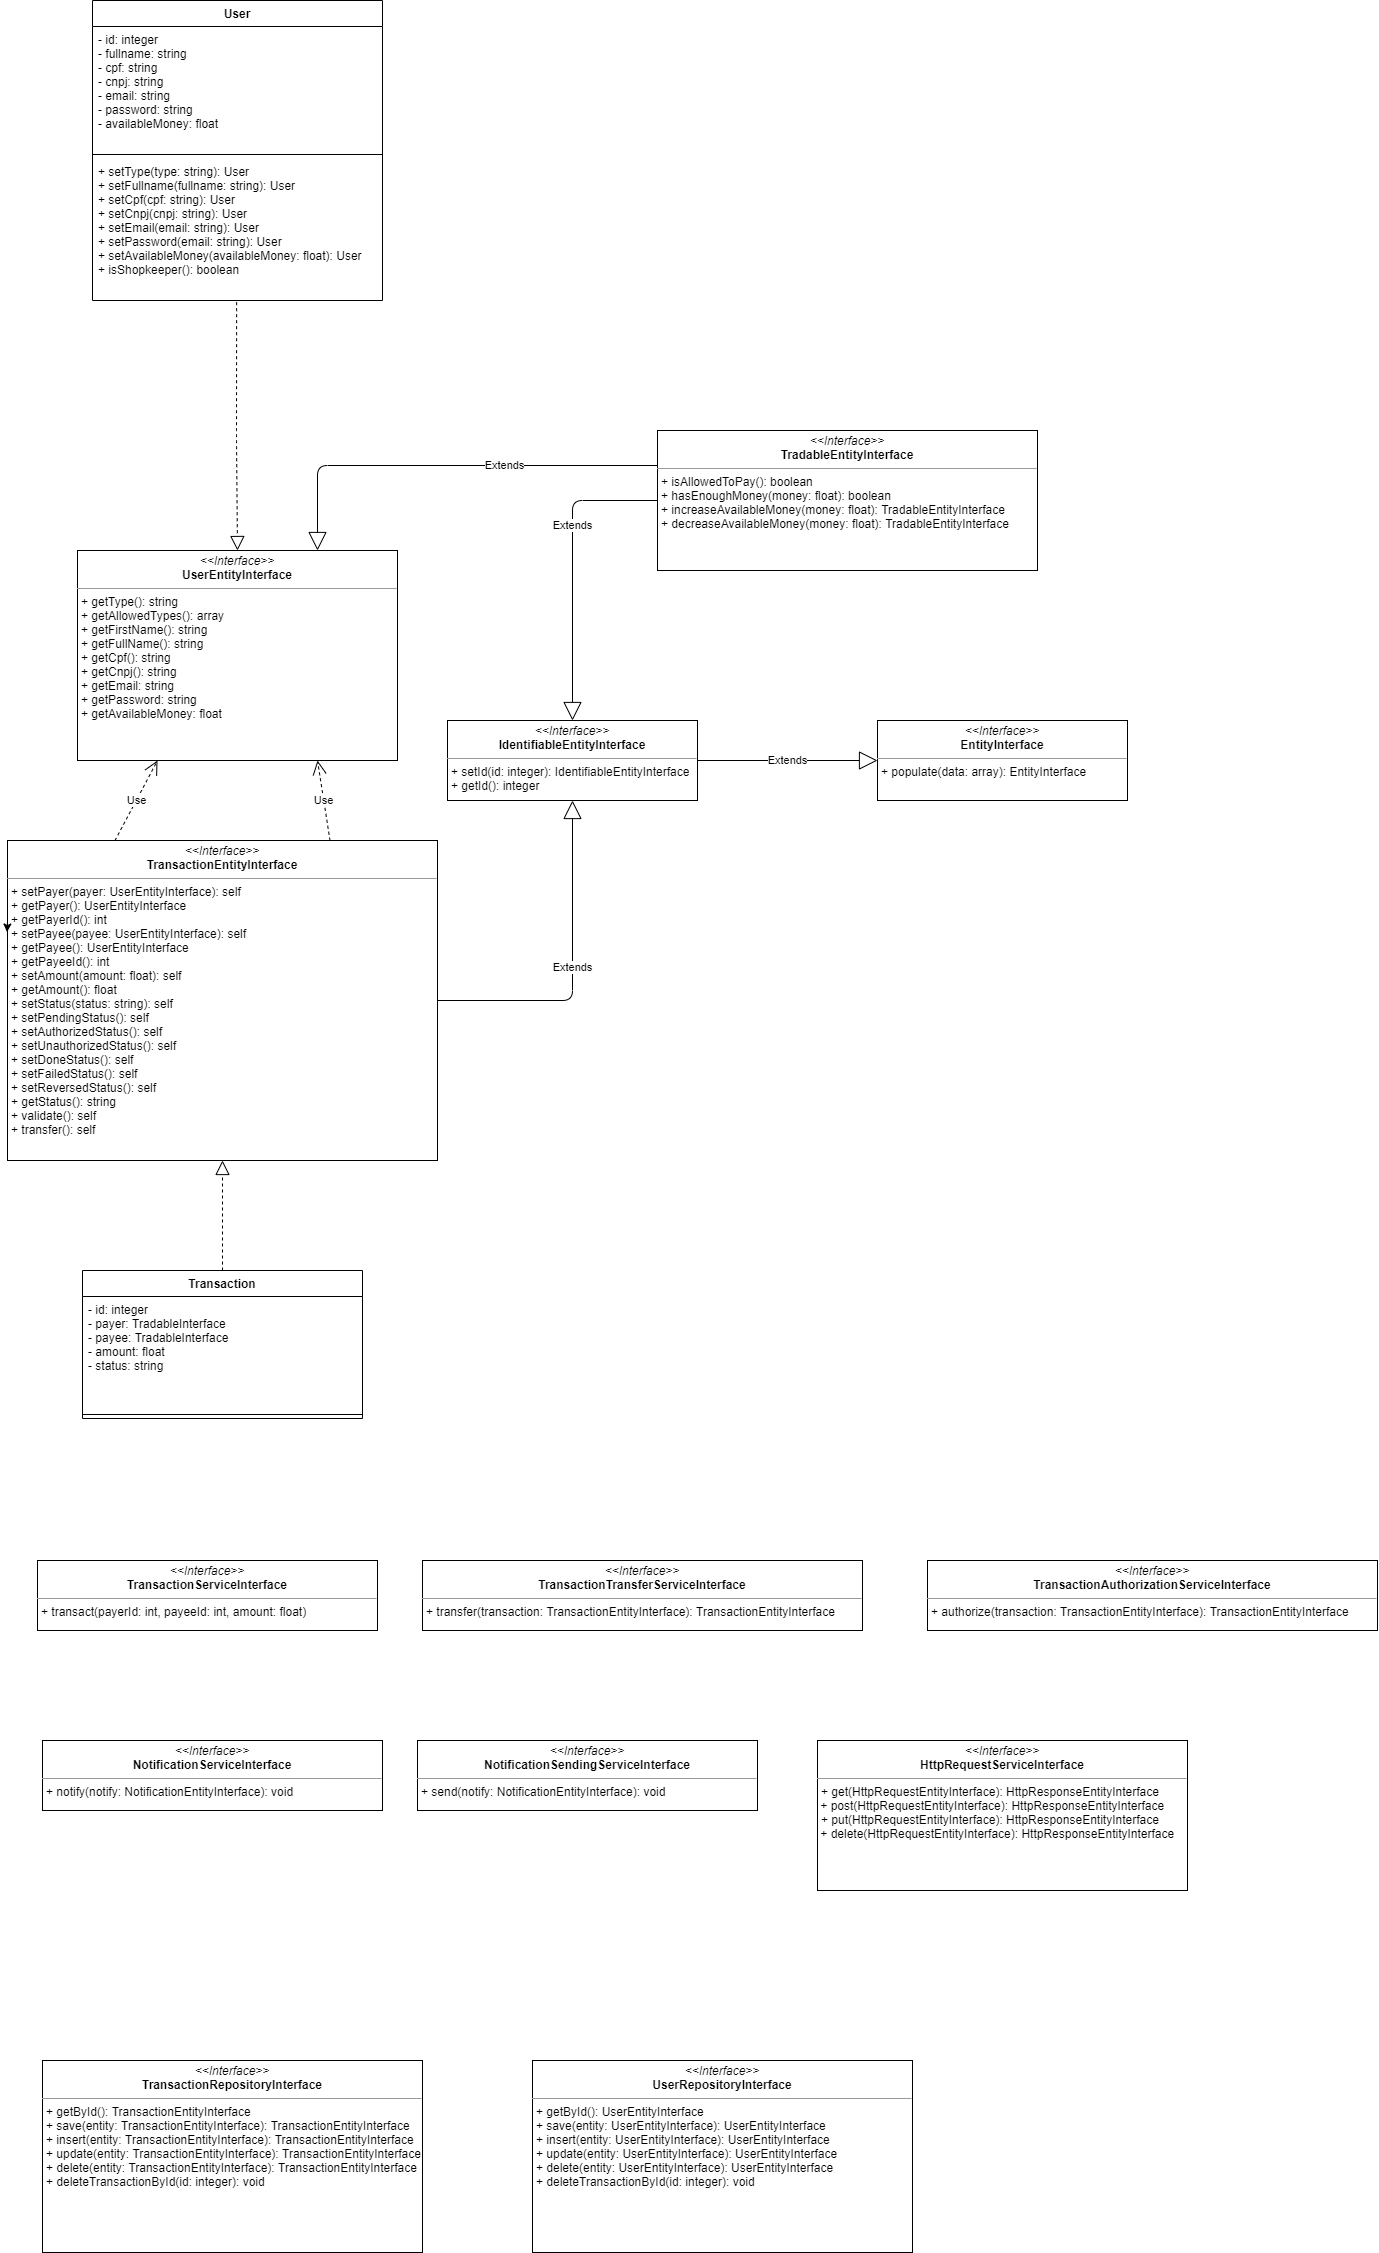 User
- id: integer
- fullname: string
- cpf: string
- cnpj: string
- email: string
- password: string
- availableMoney: float
+ setType(type: string): User
+ setFullname(fullname: string): User
+ setCpf(cpf: string): User
+ setCnpj(cnpj: string): User
+ setEmail(email: string): User
+ setPassword(email: string): User
+ setAvailableMoney(availableMoney: float): User
+ isShopkeeper(): boolean
<<Interface>>
TradableEntityInterface
+ isAllowedToPay(): boolean
+ hasEnoughMoney(money: float): boolean
+ increaseAvailableMoney(money: float): TradableEntityInterface
+ decreaseAvailableMoney(money: float): TradableEntityInterface
Extends
Extends
<<Interface>>
UserEntityInterface
+ getType(): string
+ getAllowedTypes(): array
+ getFirstName(): string
+ getFullName(): string
+ getCpf(): string
+ getCnpj(): string
+ getEmail: string
+ getPassword: string
+ getAvailableMoney: float
<<Interface>>
IdentifiableEntityInterface
+ setId(id: integer): IdentifiableEntityInterface
+ getId(): integer
Extends
<<Interface>>
EntityInterface
+ populate(data: array): EntityInterface
Use
Use
<<Interface>>
TransactionEntityInterface
+ setPayer(payer: UserEntityInterface): self
+ getPayer(): UserEntityInterface
+ getPayerId(): int
+ setPayee(payee: UserEntityInterface): self
+ getPayee(): UserEntityInterface
+ getPayeeId(): int
+ setAmount(amount: float): self
+ getAmount(): float
+ setStatus(status: string): self
+ setPendingStatus(): self
+ setAuthorizedStatus(): self
+ setUnauthorizedStatus(): self
+ setDoneStatus(): self
+ setFailedStatus(): self
+ setReversedStatus(): self
+ getStatus(): string
+ validate(): self
+ transfer(): self
Extends
Transaction
- id: integer
- payer: TradableInterface
- payee: TradableInterface
- amount: float
- status: string
<<Interface>>
TransactionServiceInterface
+ transact(payerId: int, payeeId: int, amount: float)
<<Interface>>
TransactionTransferServiceInterface
+ transfer(transaction: TransactionEntityInterface): TransactionEntityInterface
<<Interface>>
TransactionAuthorizationServiceInterface
+ authorize(transaction: TransactionEntityInterface): TransactionEntityInterface
<<Interface>>
NotificationServiceInterface
+ notify(notify: NotificationEntityInterface): void
<<Interface>>
NotificationSendingServiceInterface
+ send(notify: NotificationEntityInterface): void
<<Interface>>
HttpRequestServiceInterface
+ get(HttpRequestEntityInterface): HttpResponseEntityInterface
+ post(HttpRequestEntityInterface): HttpResponseEntityInterface
+ put(HttpRequestEntityInterface): HttpResponseEntityInterface
+ delete(HttpRequestEntityInterface): HttpResponseEntityInterface
<<Interface>>
TransactionRepositoryInterface
+ getById(): TransactionEntityInterface
+ save(entity: TransactionEntityInterface): TransactionEntityInterface
+ insert(entity: TransactionEntityInterface): TransactionEntityInterface
+ update(entity: TransactionEntityInterface): TransactionEntityInterface
+ delete(entity: TransactionEntityInterface): TransactionEntityInterface
+ deleteTransactionById(id: integer): void
<<Interface>>
UserRepositoryInterface
+ getById(): UserEntityInterface
+ save(entity: UserEntityInterface): UserEntityInterface
+ insert(entity: UserEntityInterface): UserEntityInterface
+ update(entity: UserEntityInterface): UserEntityInterface
+ delete(entity: UserEntityInterface): UserEntityInterface
+ deleteTransactionById(id: integer): void